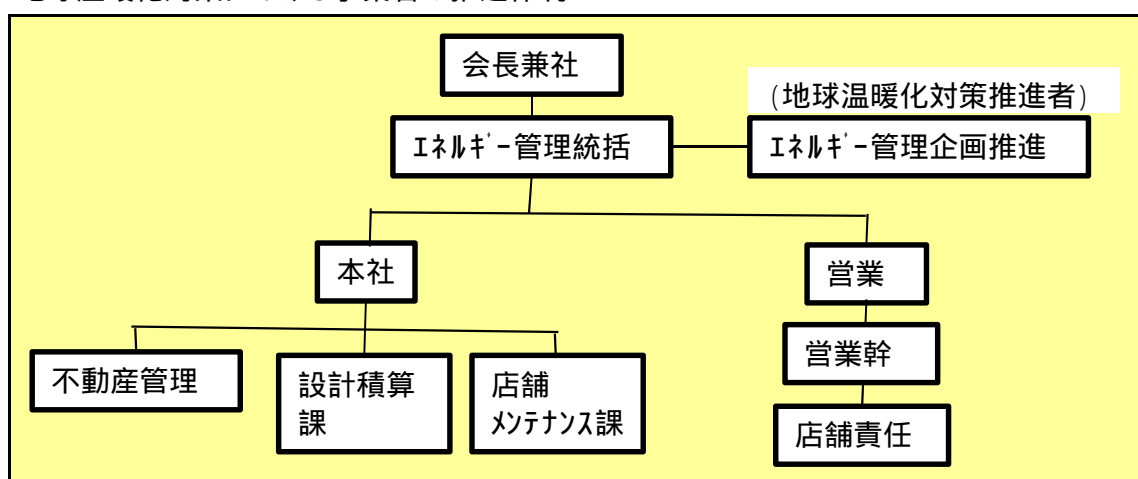 会長兼社
(地球温暖化対策推進者)
ｴﾈﾙｷﾞｰ管理統括
ｴﾈﾙｷﾞｰ管理企画推進
本社
営業
不動産管理
設計積算
課
店舗
ﾒﾝﾃﾅﾝｽ課
営業幹
店舗責任